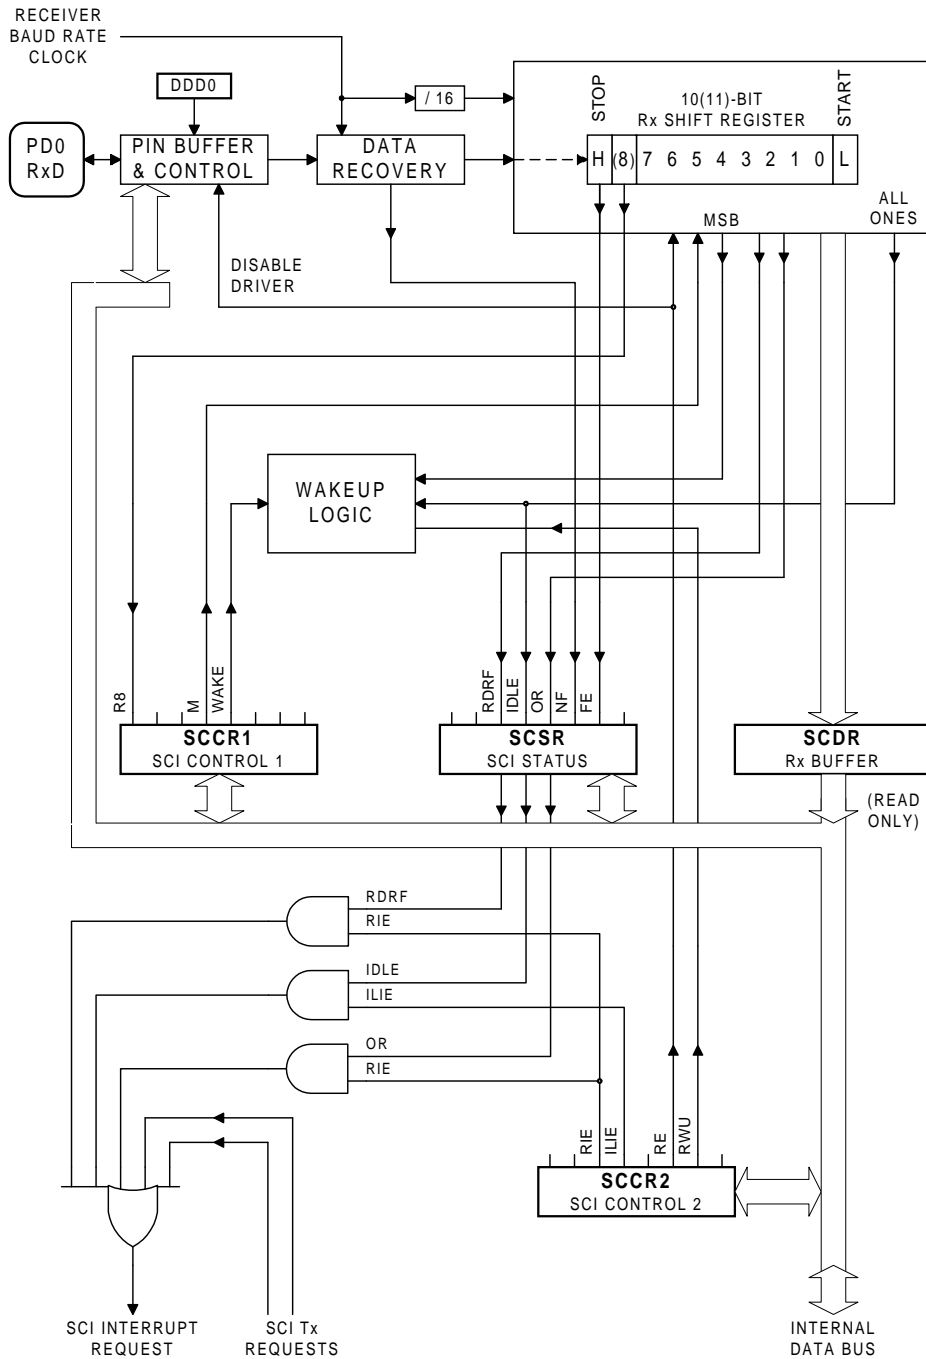 RECEIVER
BAUD RATE
CLOCK
DDD0
/ 16
STOP
10(11)-BIT
Rx SHIFT REGISTER
START
PD0
RxD
PIN BUFFER
& CONTROL
DATA
RECOVERY
H (8) 7 6 5 4 3 2 1 0 L
MSB
ALL
ONES
DISABLE
DRIVER
WAKEUP
LOGIC
R8
M
WAKE
RDRF
IDLE
OR
NF
FE
SCCR1
SCI CONTROL 1
SCSR
SCI STATUS
SCDR
Rx BUFFER
(READ
ONLY)
RDRF
RIE
IDLE
ILIE
OR
RIE
RIE
ILIE
RE
RWU
SCCR2
SCI CONTROL 2
SCI INTERRUPT
REQUEST
SCI Tx
REQUESTS
INTERNAL
DATA BUS